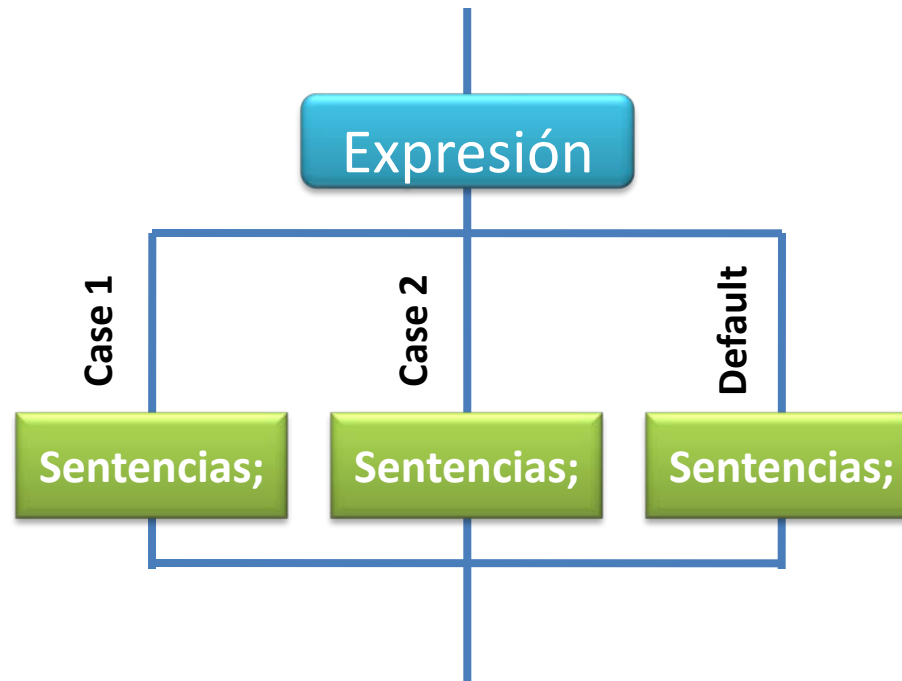 Expresión
Case 1
Case 2
Default
Sentencias;
Sentencias;
Sentencias;